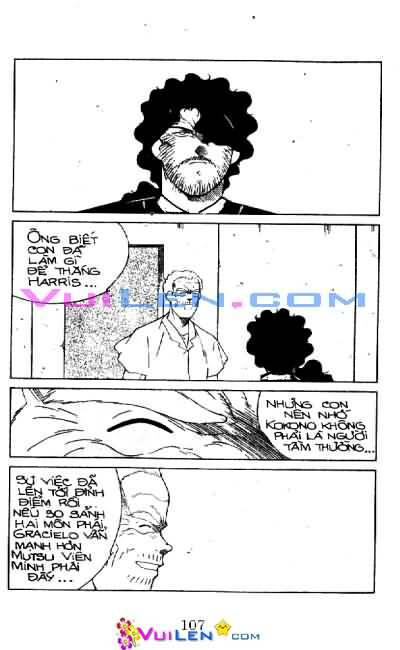 ÔNG BIẾT
CON ĐÃ
LÀM GÌ
ĐỂ THẮNG
HARRIS...
VUILEN.COM
NHƯNG CON
NÊN NHỚ
KOKONO KHÔNG
PHẢI LÀ NGƯỜI
TẦM THƯỜNG...
SỰ VIỆC ĐÃ
LÊN TỚI ĐỈNH
ĐIỂM RỒI.
NẾU SO SÁNH
HAI MÔN PHÁI,
GRACIELO VẪN
MẠNH HƠN
MUTSU VIÊN
MINH PHÁI
ĐẤY...
107
VUILEN.COM